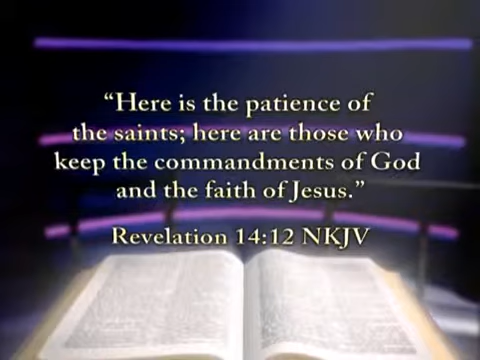 “Here is the patience of
the saints; here are those who
keep the commandments of God
and the faith of Jesus.”
Revelation 14:12 NKJV